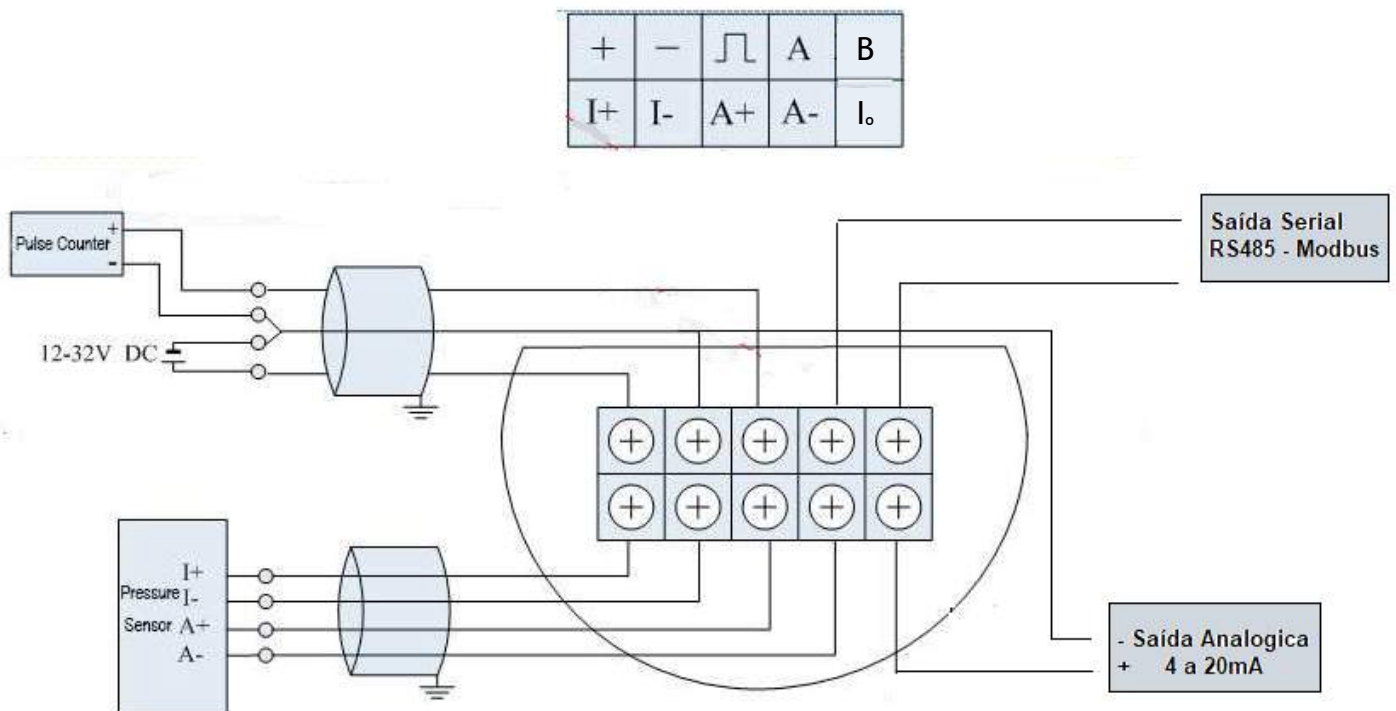 + − A B
I+ I- A+ A- Iₒ
Pulse Counter
+
-
12-32V DC
Saída Serial
RS485 - Modbus
Pressure
Sensor
I+
I-
A+
A-
- Saída Analogica
+ 4 a 20mA